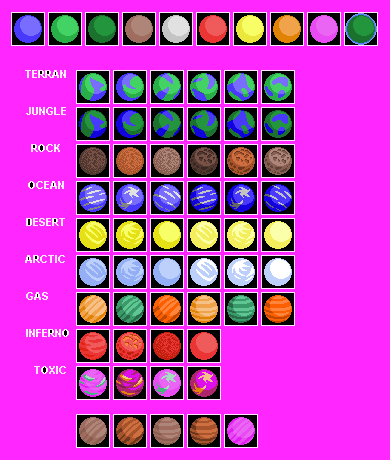 TERRAN
JUNGLE
ROCK
OCEAN
DESERT
ARCTIC
GAS
INFERNO
TOXIC